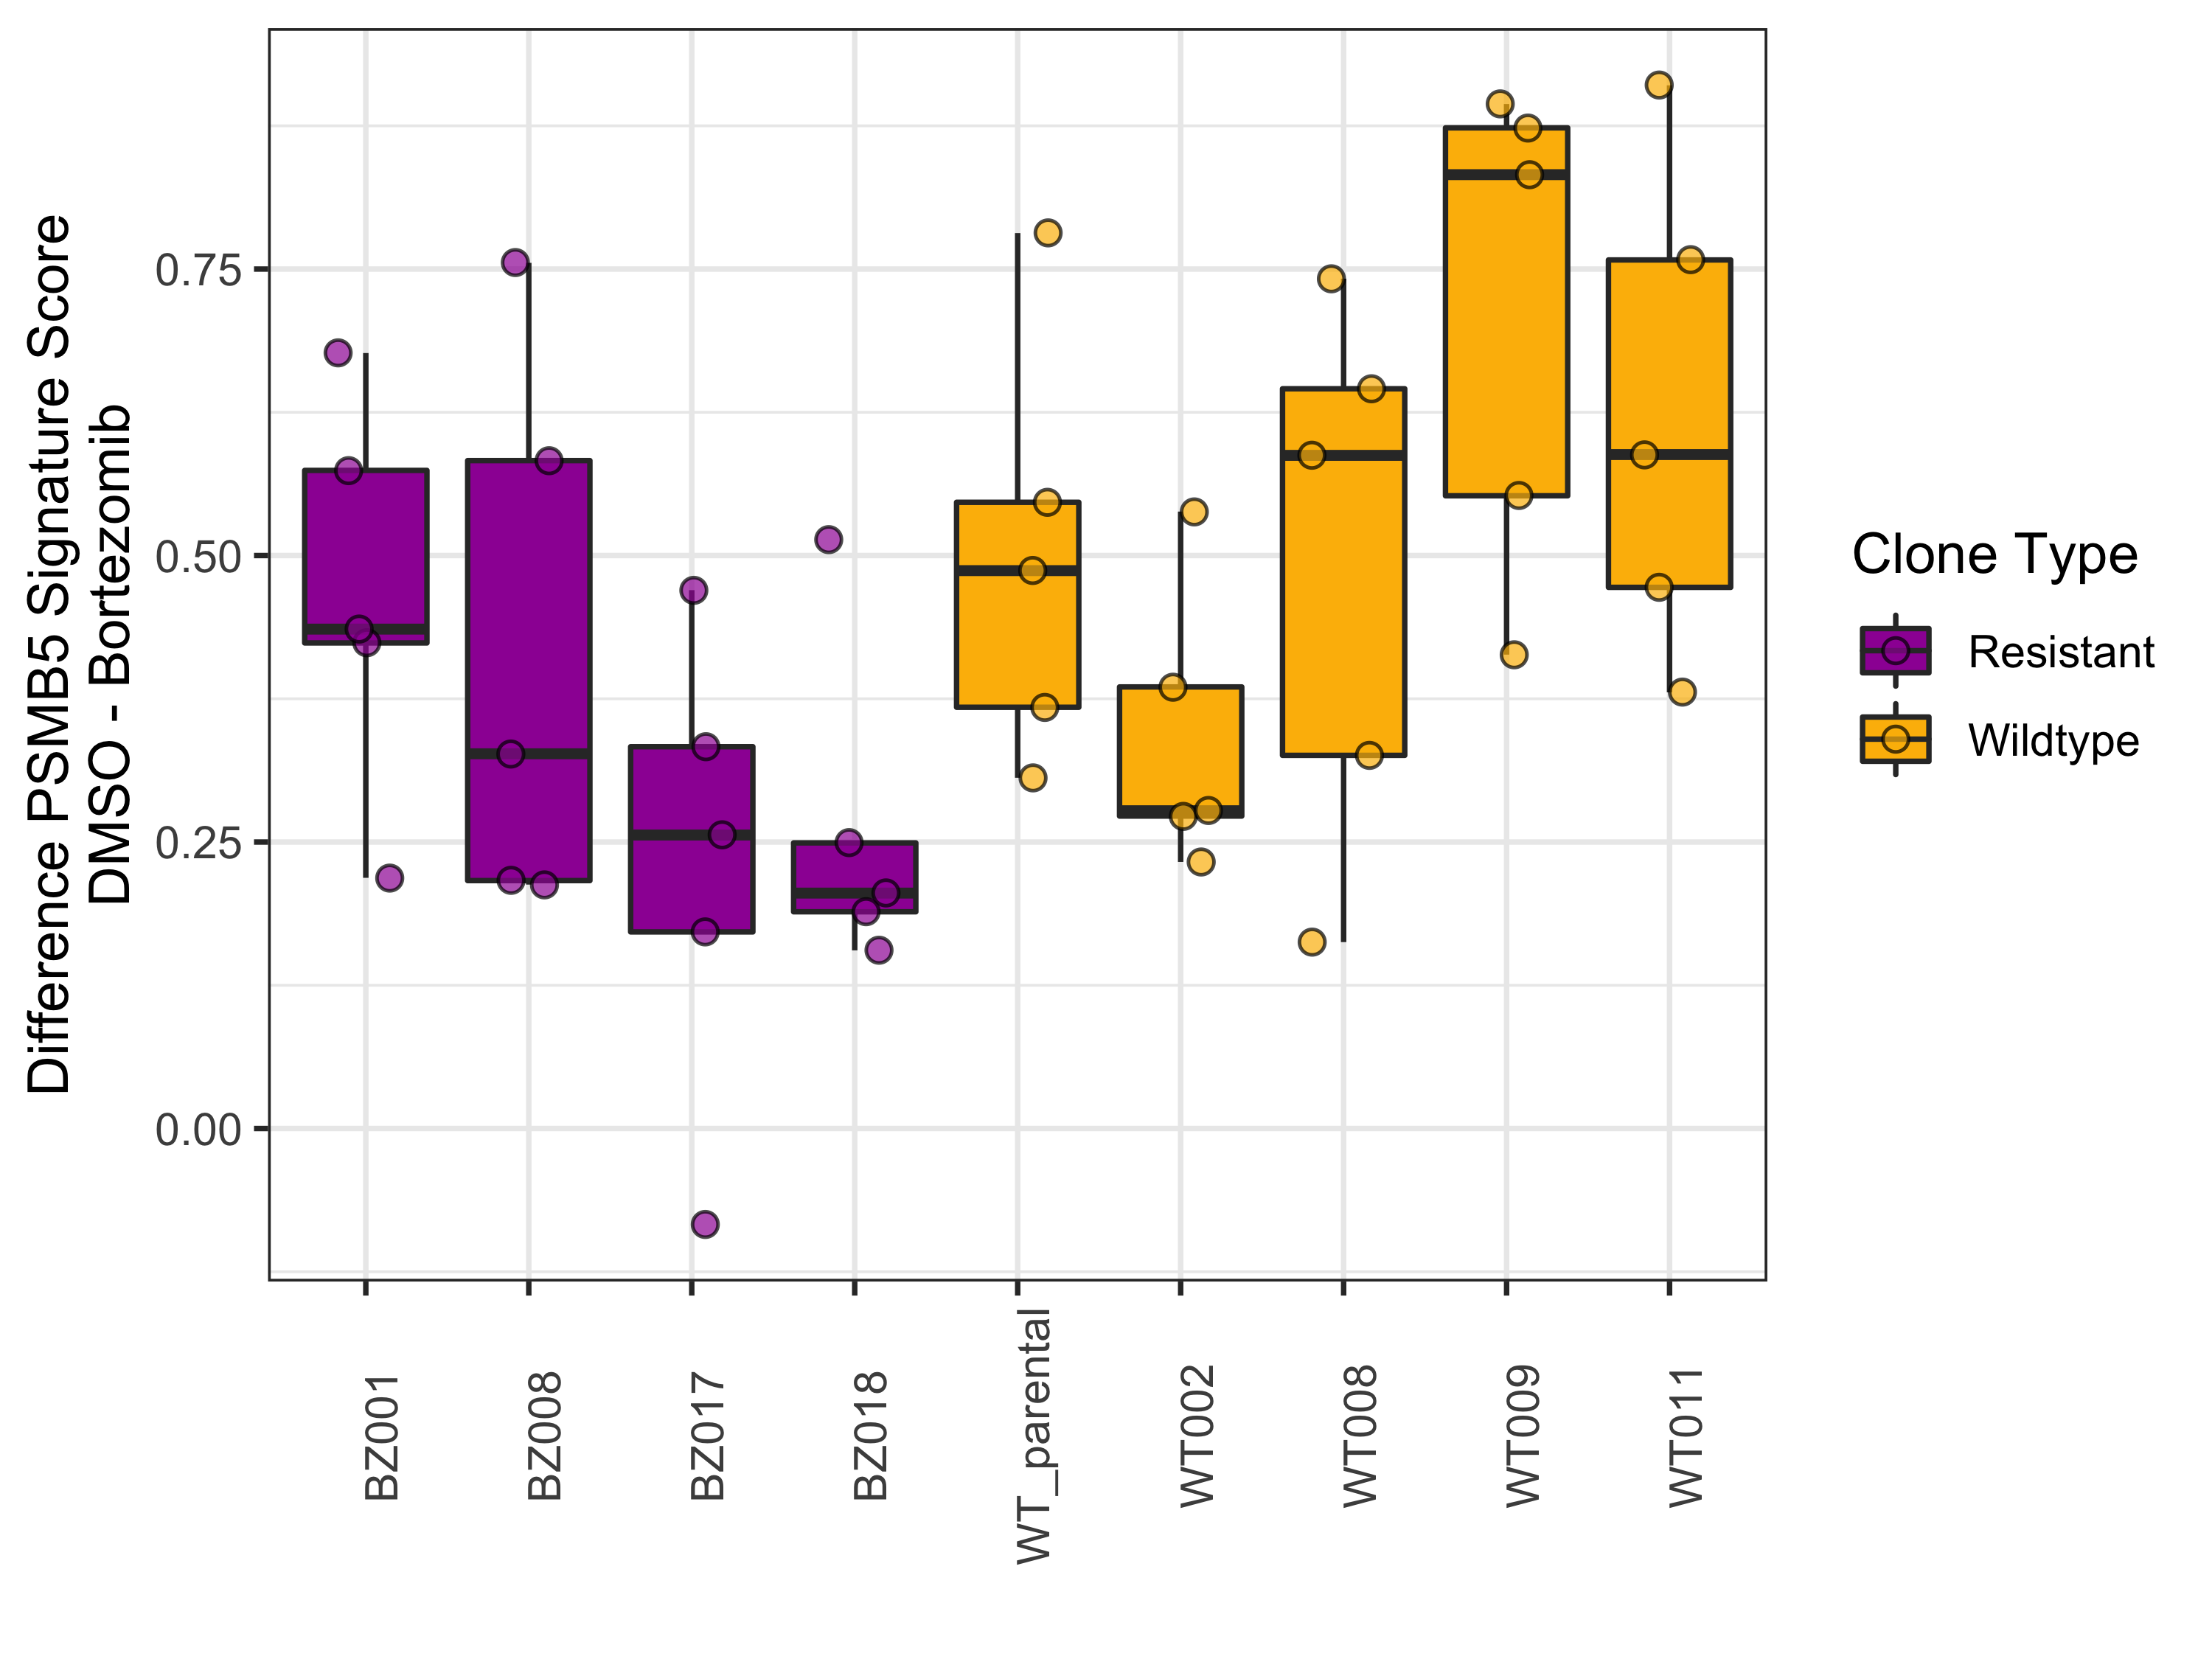 Difference PSMB5 Signature Score
DMSO - Bortezomib
0.75
0.50
0.25
0.00
BZ001
BZ008
BZ017
BZ018
WT_parental
WT002
WT008
WT009
WT011
Clone Type
Resistant
Wildtype